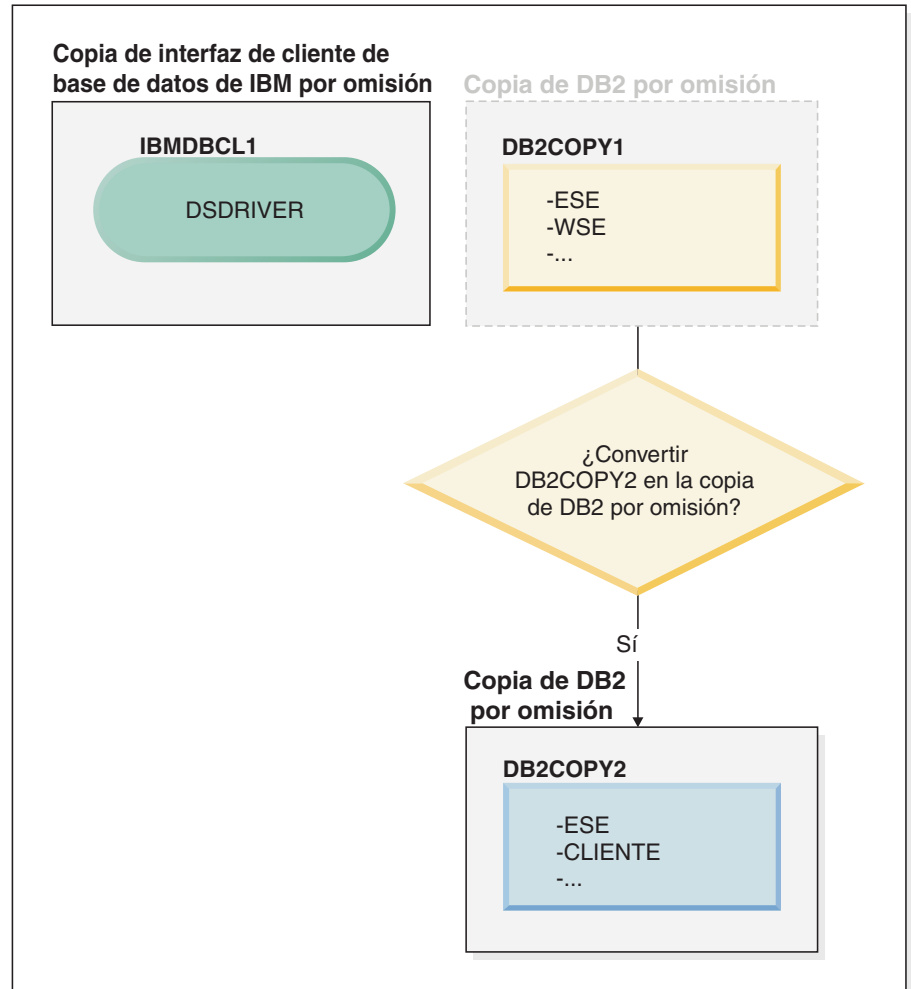 Copia de interfaz de cliente de
base de datos de IBM por omisión
IBMDBCL1
DSDRIVER
Copia de DB2 por omisión
DB2COPY1
-ESE
-WSE
-...
¿Convertir
DB2COPY2 en la copia
de DB2 por omisión?
Sí
Copia de DB2
por omisión
DB2COPY2
-ESE
-CLIENTE
-...